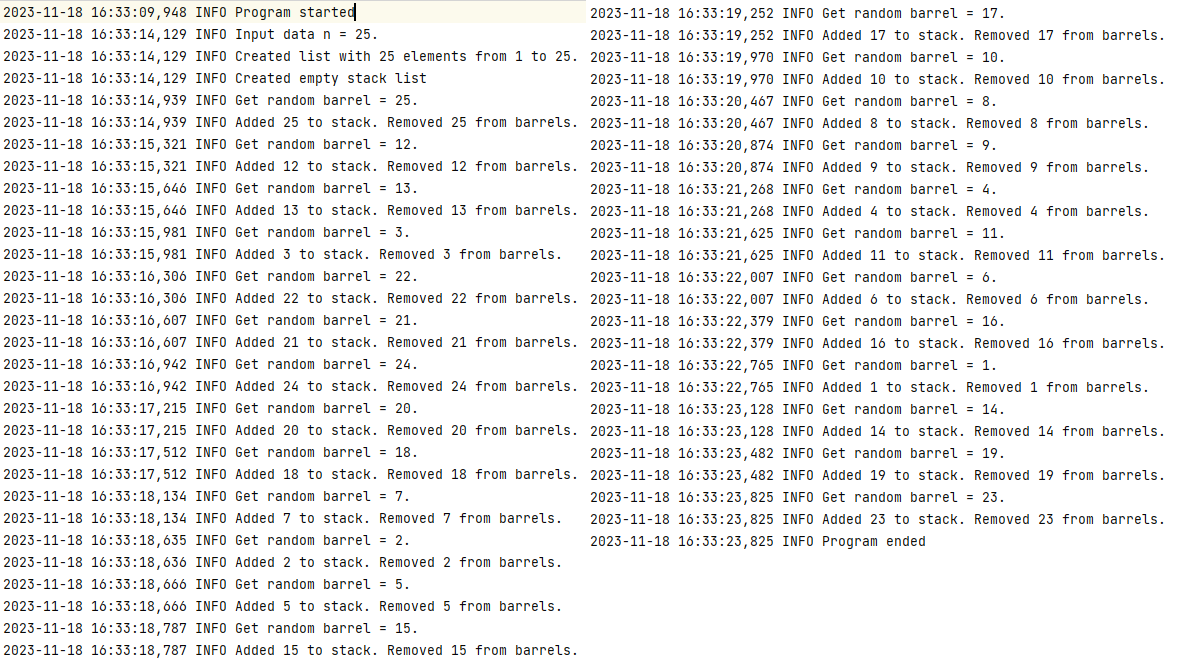 2023-11-18 16:33:09,948 INFO Program started
2023-11-18 16:33:14,129 INFO Input data n = 25.
2023-11-18 16:33:14,129 INFO Created list with 25 elements from 1 to 25.
2023-11-18 16:33:14,129 INFO Created empty stack list
2023-11-18 16:33:14,939 INFO Get random barrel = 25.
2023-11-18 16:33:14,939 INFO Added 25 to stack. Removed 25 from barrels.
2023-11-18 16:33:15,321 INFO Get random barrel = 12.
2023-11-18 16:33:15,321 INFO Added 12 to stack. Removed 12 from barrels.
2023-11-18 16:33:15,646 INFO Get random barrel = 13.
2023-11-18 16:33:15,646 INFO Added 13 to stack. Removed 13 from barrels.
2023-11-18 16:33:15,981 INFO Get random barrel = 3.
2023-11-18 16:33:15,981 INFO Added 3 to stack. Removed 3 from barrels.
2023-11-18 16:33:16,306 INFO Get random barrel = 22.
2023-11-18 16:33:16,306 INFO Added 22 to stack. Removed 22 from barrels.
2023-11-18 16:33:16,607 INFO Get random barrel = 21.
2023-11-18 16:33:16,607 INFO Added 21 to stack. Removed 21 from barrels.
2023-11-18 16:33:16,942 INFO Get random barrel = 24.
2023-11-18 16:33:16,942 INFO Added 24 to stack. Removed 24 from barrels.
2023-11-18 16:33:17,215 INFO Get random barrel = 20.
2023-11-18 16:33:17,215 INFO Added 20 to stack. Removed 20 from barrels.
2023-11-18 16:33:17,512 INFO Get random barrel = 18.
2023-11-18 16:33:17,512 INFO Added 18 to stack. Removed 18 from barrels.
2023-11-18 16:33:18,134 INFO Get random barrel = 7.
2023-11-18 16:33:18,134 INFO Added 7 to stack. Removed 7 from barrels.
2023-11-18 16:33:18,635 INFO Get random barrel = 2.
2023-11-18 16:33:18,636 INFO Added 2 to stack. Removed 2 from barrels.
2023-11-18 16:33:18,666 INFO Get random barrel = 5.
2023-11-18 16:33:18,666 INFO Added 5 to stack. Removed 5 from barrels.
2023-11-18 16:33:18,787 INFO Get random barrel = 15.
2023-11-18 16:33:18,787 INFO Added 15 to stack. Removed 15 from barrels.
2023-11-18 16:33:19,252 INFO Get random barrel = 17.
2023-11-18 16:33:19,252 INFO Added 17 to stack. Removed 17 from barrels.
2023-11-18 16:33:19,970 INFO Get random barrel = 10.
2023-11-18 16:33:19,970 INFO Added 10 to stack. Removed 10 from barrels.
2023-11-18 16:33:20,467 INFO Get random barrel = 8.
2023-11-18 16:33:20,467 INFO Added 8 to stack. Removed 8 from barrels.
2023-11-18 16:33:20,874 INFO Get random barrel = 9.
2023-11-18 16:33:20,874 INFO Added 9 to stack. Removed 9 from barrels.
2023-11-18 16:33:21,268 INFO Get random barrel = 4.
2023-11-18 16:33:21,268 INFO Added 4 to stack. Removed 4 from barrels.
2023-11-18 16:33:21,625 INFO Get random barrel = 11.
2023-11-18 16:33:21,625 INFO Added 11 to stack. Removed 11 from barrels.
2023-11-18 16:33:22,007 INFO Get random barrel = 6.
2023-11-18 16:33:22,007 INFO Added 6 to stack. Removed 6 from barrels.
2023-11-18 16:33:22,379 INFO Get random barrel = 16.
2023-11-18 16:33:22,379 INFO Added 16 to stack. Removed 16 from barrels.
2023-11-18 16:33:22,765 INFO Get random barrel = 1.
2023-11-18 16:33:22,765 INFO Added 1 to stack. Removed 1 from barrels.
2023-11-18 16:33:23,128 INFO Get random barrel = 14.
2023-11-18 16:33:23,128 INFO Added 14 to stack. Removed 14 from barrels.
2023-11-18 16:33:23,482 INFO Get random barrel = 19.
2023-11-18 16:33:23,482 INFO Added 19 to stack. Removed 19 from barrels.
2023-11-18 16:33:23,825 INFO Get random barrel = 23.
2023-11-18 16:33:23,825 INFO Added 23 to stack. Removed 23 from barrels.
2023-11-18 16:33:23,825 INFO Program ended